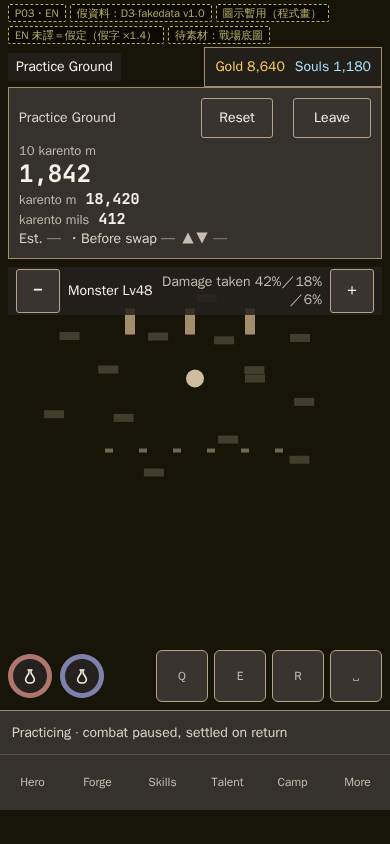 P03・EN 假資料：D3-fakedata v1.0 圖示暫用（程式畫）
EN 未譯＝假定（假字 ×1.4） 待素材：戰場底圖
Practice Ground Gold 8,640 Souls 1,180
Practice Ground Reset Leave
10 karento m
1,842
karento m 18,420
karento mils 412
Est. — ・Before swap — ▲▼ —
− Monster Lv48 Damage taken 42%／18%
／6% +
Q E R ␣
Practicing · combat paused, settled on return
Hero Forge Skills Talent Camp More